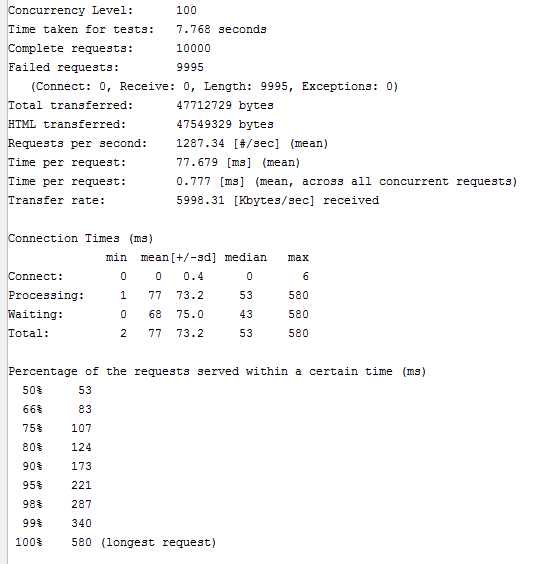 Concurrency Level:      100
Time taken for tests:   7.768 seconds
Complete requests:      10000
Failed requests:        9995
   (Connect: 0, Receive: 0, Length: 9995, Exceptions: 0)
Total transferred:      47712729 bytes
HTML transferred:       47549329 bytes
Requests per second:    1287.34 [#/sec] (mean)
Time per request:       77.679 [ms] (mean)
Time per request:       0.777 [ms] (mean, across all concurrent requests)
Transfer rate:          5998.31 [Kbytes/sec] received
Connection Times (ms)
              min  mean[+/-sd] median   max
Connect:        0    0   0.4      0       6
Processing:     1   77  73.2     53     580
Waiting:        0   68  75.0     43     580
Total:          2   77  73.2     53     580
Percentage of the requests served within a certain time (ms)
  50%     53
  66%     83
  75%    107
  80%    124
  90%    173
  95%    221
  98%    287
  99%    340
 100%    580 (longest request)